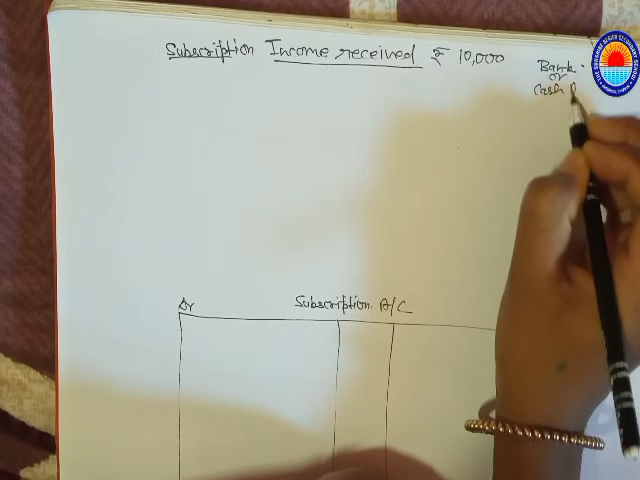 Subscription Income received ₹ 10,000
Bank
or
Cash
Dr
Subscription A/C